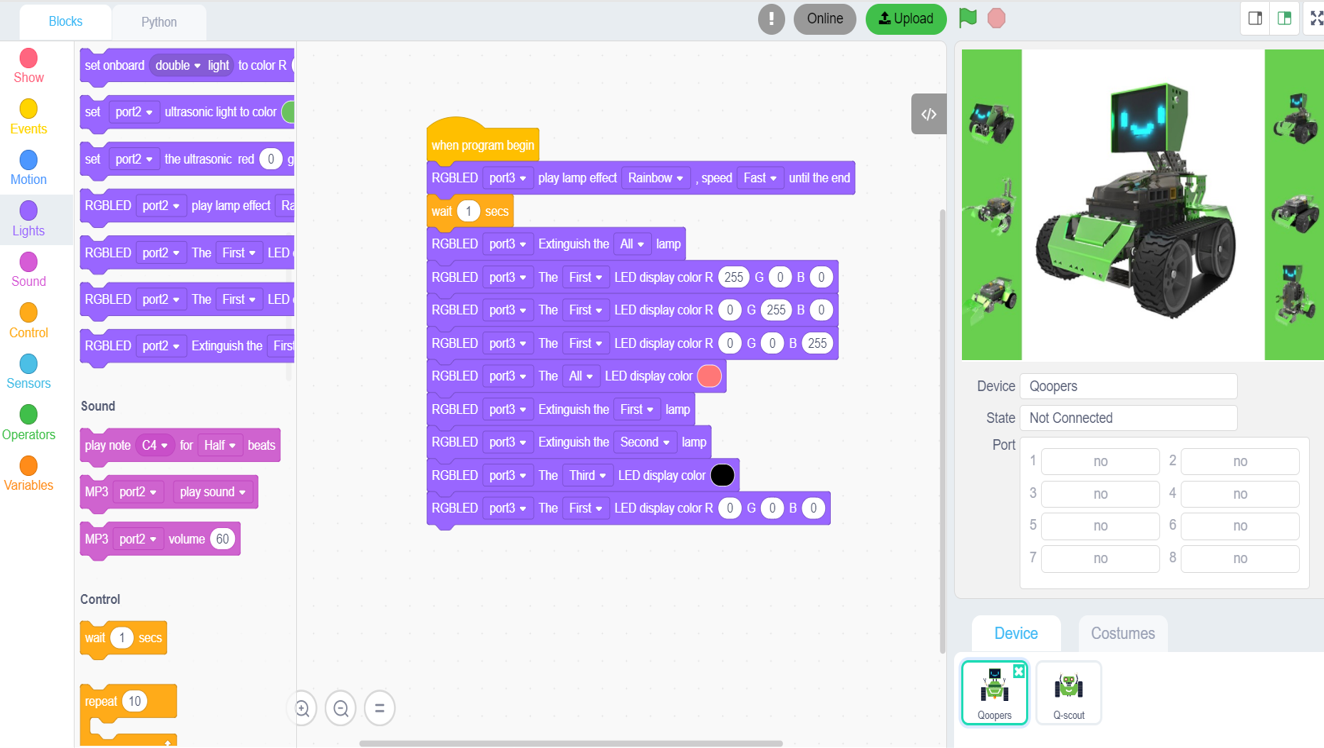 Blocks
Python
!
Online
Upload
Show
Events
Motion
Lights
Sound
Control
Sensors
Operators
Variables
set onboard double light to color R
set port2 ultrasonic light to color
set port2 the ultrasonic red 0 g
RGBLED port2 play lamp effect Ra
RGBLED port2 The First LED
RGBLED port2 The First LED
RGBLED port2 Extinguish the First
Sound
play note C4 for Half beats
MP3 port2 play sound
MP3 port2 volume 60
Control
wait 1 secs
repeat 10
</>
when program begin
RGBLED port3 play lamp effect Rainbow , speed Fast until the end
wait 1 secs
RGBLED port3 Extinguish the All lamp
RGBLED port3 The First LED display color R 255 G 0 B 0
RGBLED port3 The First LED display color R 0 G 255 B 0
RGBLED port3 The First LED display color R 0 G 0 B 255
RGBLED port3 The All LED display color
RGBLED port3 Extinguish the First lamp
RGBLED port3 Extinguish the Second lamp
RGBLED port3 The Third LED display color
RGBLED port3 The First LED display color R 0 G 0 B 0
Device Qoopers
State Not Connected
Port
1 no 2 no
3 no 4 no
5 no 6 no
7 no 8 no
Device
Costumes
Qoopers
Q-scout